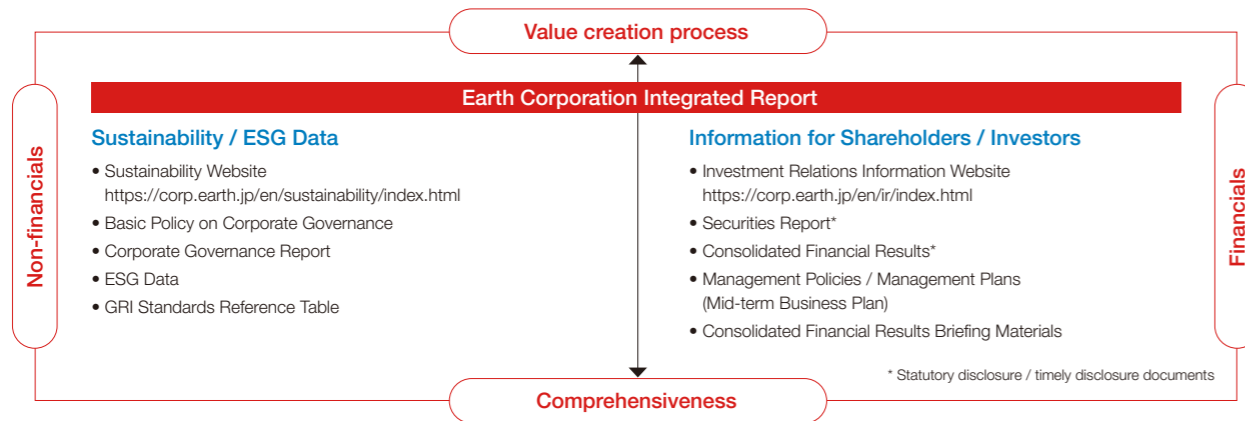 Value creation process
Earth Corporation Integrated Report
Non-financials
Sustainability / ESG Data
• Sustainability Website
https://corp.earth.jp/en/sustainability/index.html
• Basic Policy on Corporate Governance
• Corporate Governance Report
• ESG Data
• GRI Standards Reference Table
Information for Shareholders / Investors
• Investment Relations Information Website
https://corp.earth.jp/en/ir/index.html
• Securities Report*
• Consolidated Financial Results*
• Management Policies / Management Plans
(Mid-term Business Plan)
• Consolidated Financial Results Briefing Materials
* Statutory disclosure / timely disclosure documents
Financials
Comprehensiveness